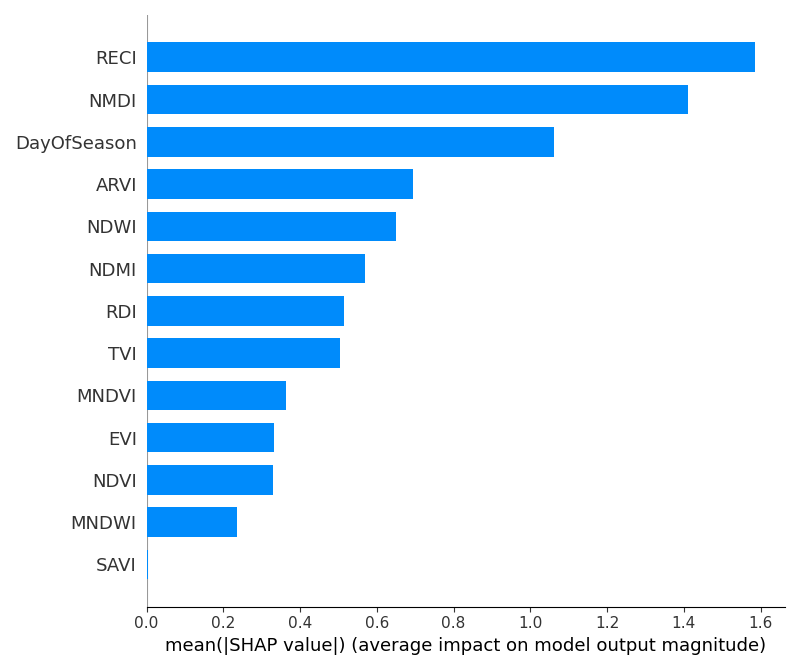 RECI
NMDI
DayOfSeason
ARVI
NDWI
NDMI
RDI
TVI
MNDVI
EVI
NDVI
MNDWI
SAVI
0.0 0.2 0.4 0.6 0.8 1.0 1.2 1.4 1.6
mean(|SHAP value|) (average impact on model output magnitude)